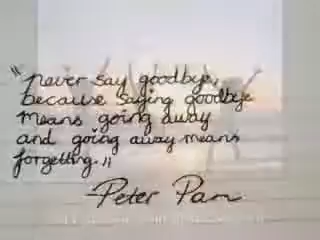 "never say goodbye,
because saying goodbye
means going away
and going away means
forgetting."
-Peter Pan